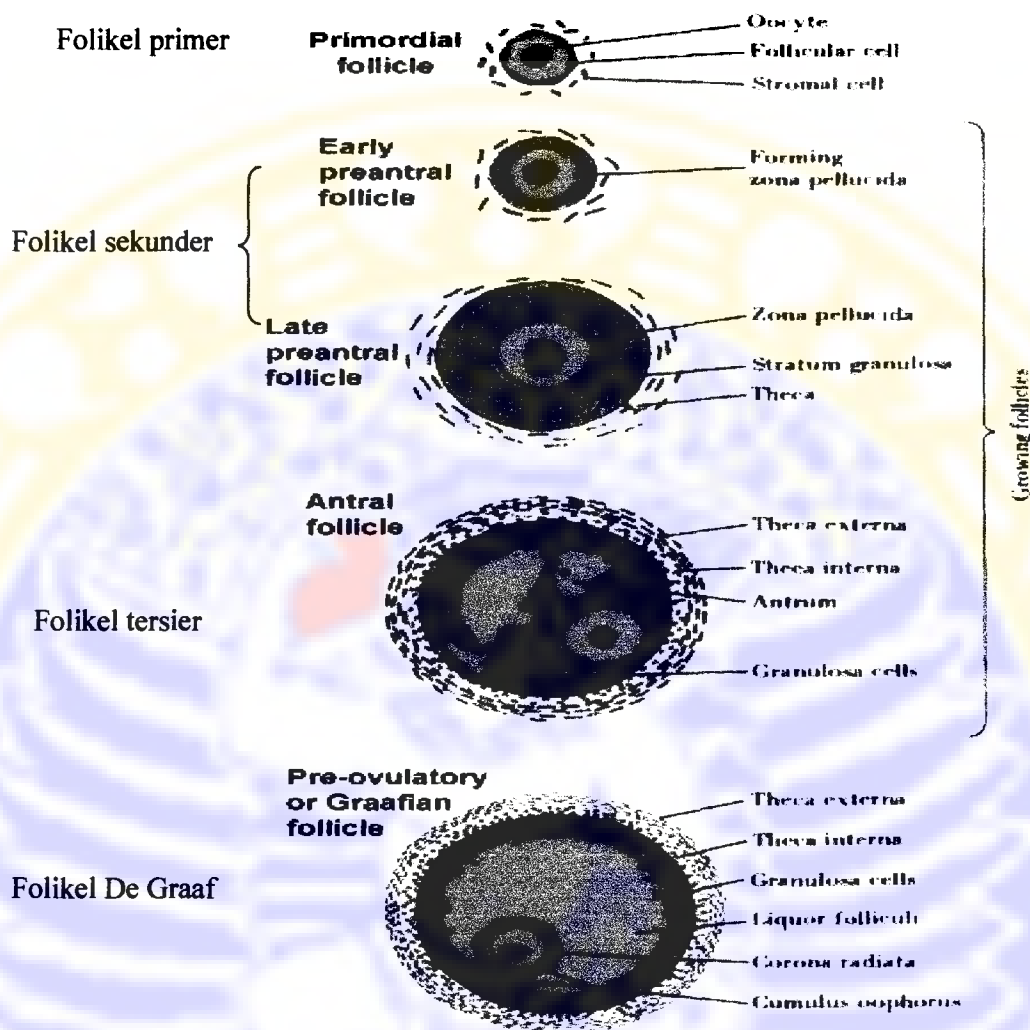 Folikel primer
Primordial
follicle
Oocyte
Follicular cell
Stromal cell
Early
preantral
follicle
Forming
zona pellucida
Folikel sekunder
Late
preantral
follicle
Zona pellucida
Stratum granulosa
Theca
Growing follicles
Antral
follicle
Theca externa
Theca interna
Antrum
Granulosa cells
Folikel tersier
Pre-ovulatory
or Graafian
follicle
Theca externa
Theca interna
Granulosa cells
Liquor folliculi
Corona radiata
Cumulus oophorus
Folikel De Graaf